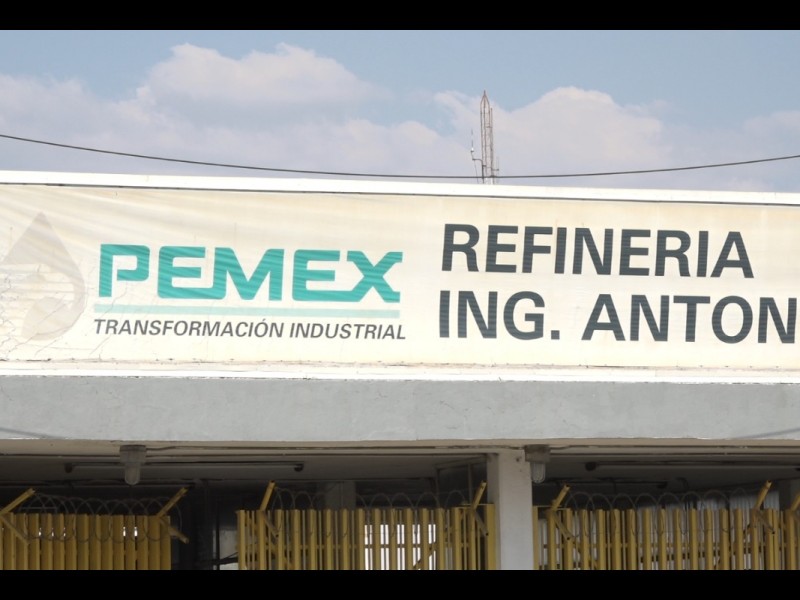 PEMEX
TRANSFORMACIÓN INDUSTRIAL
REFINERIA
ING. ANTON